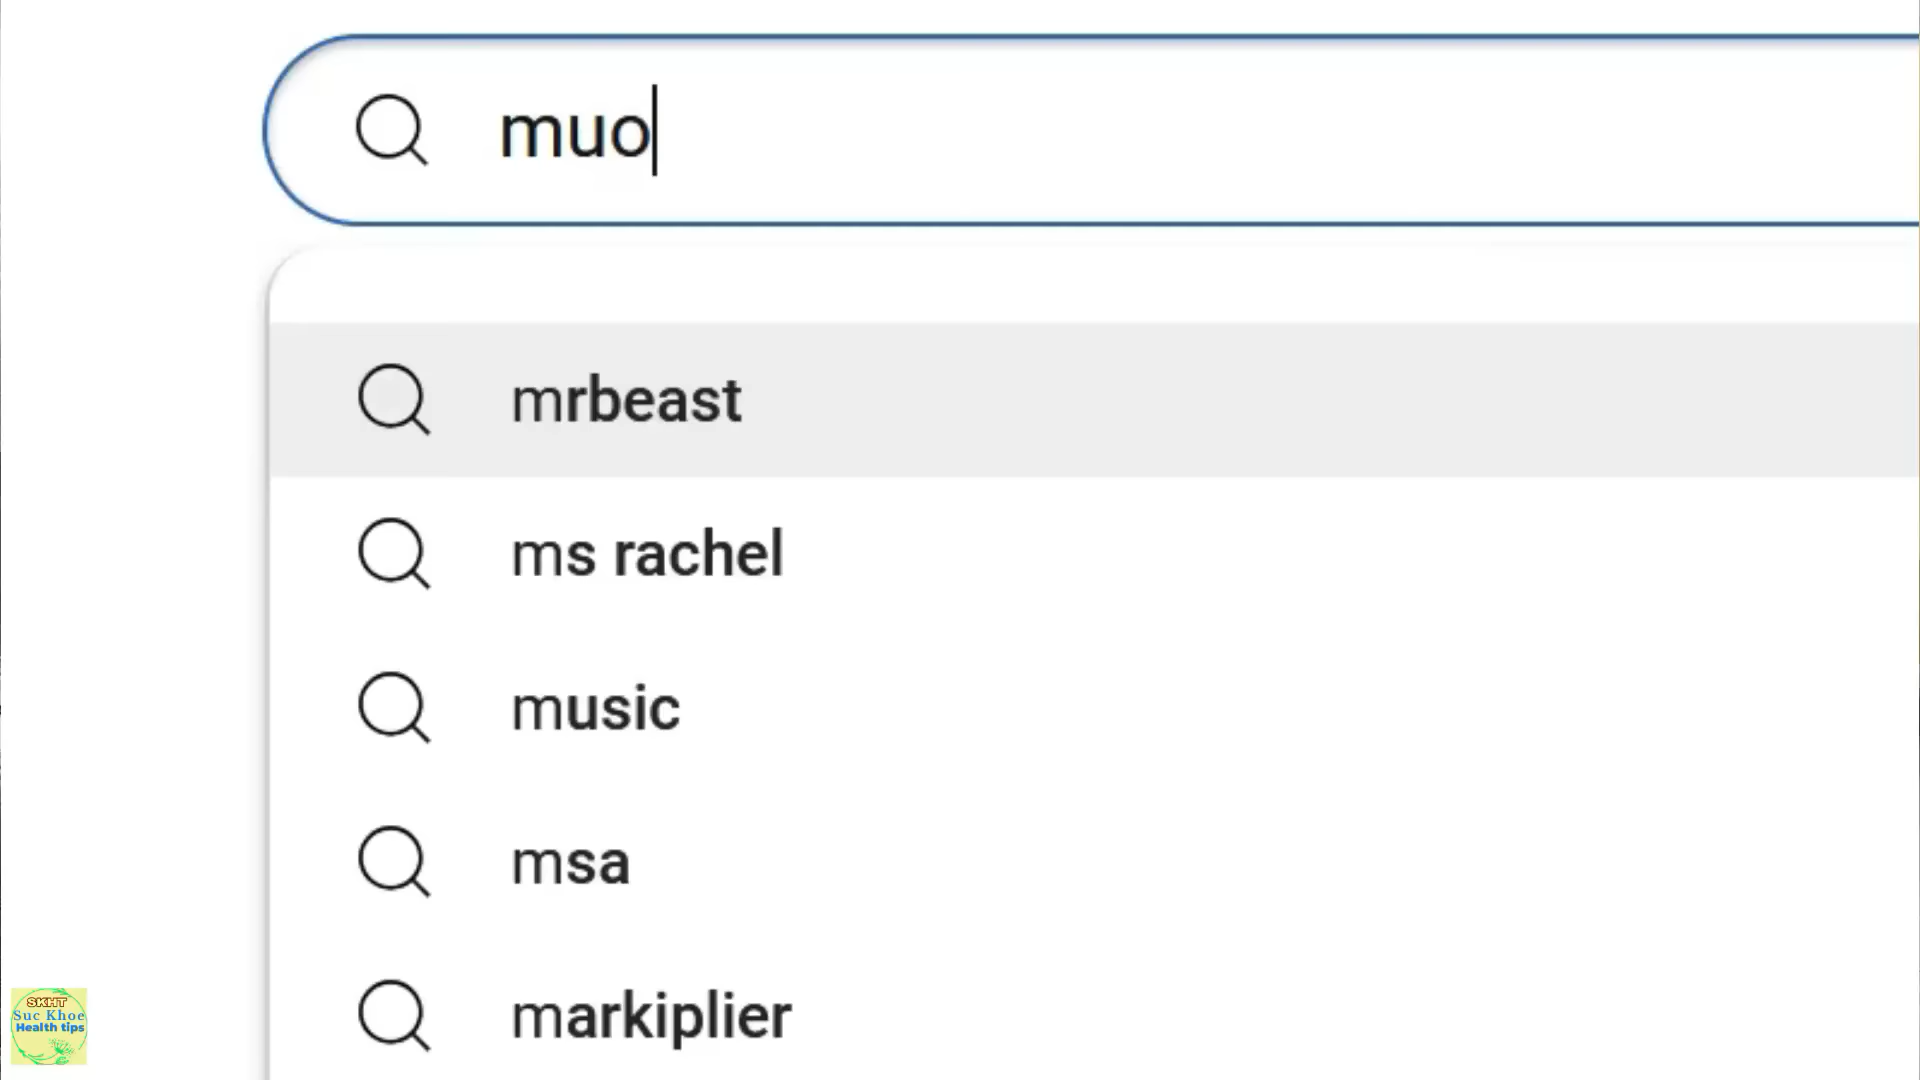 muo
mrbeast
ms rachel
music
msa
markiplier
SKHT
Suc Khoe
Health tips